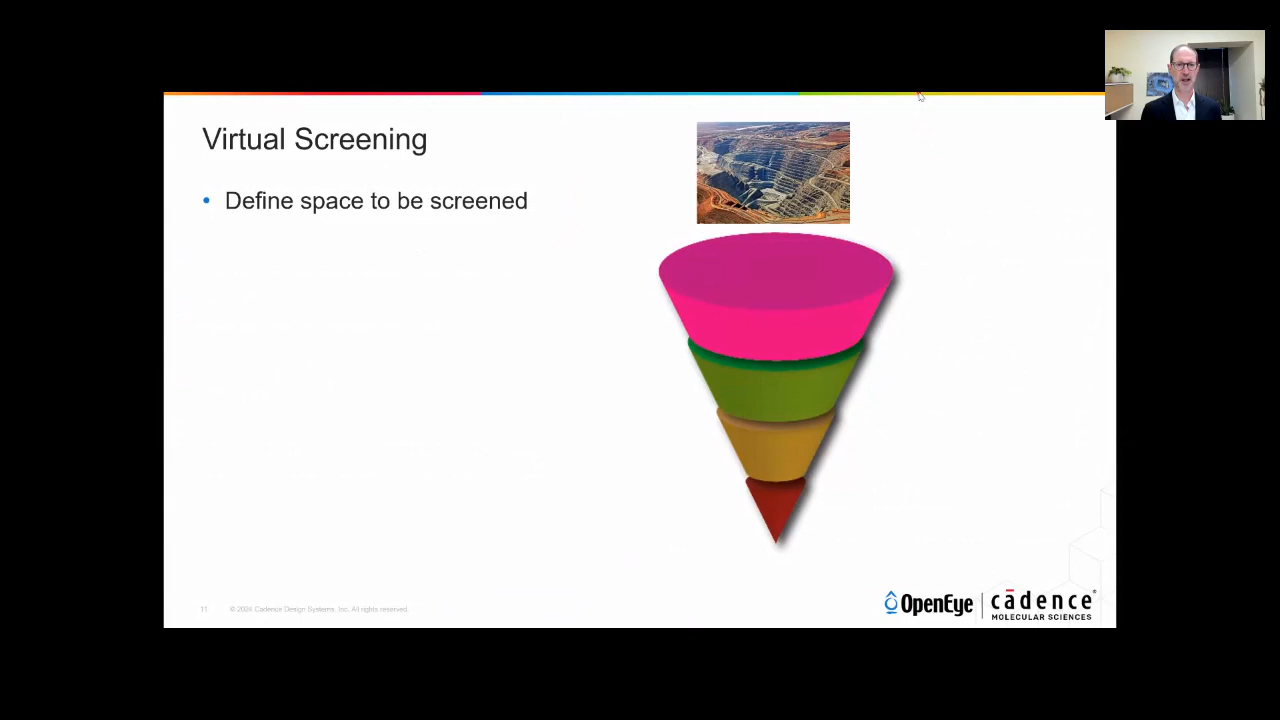 Virtual Screening
• Define space to be screened
11 © 2024 Cadence Design Systems, Inc. All rights reserved.
OpenEye | cādence®
MOLECULAR SCIENCES